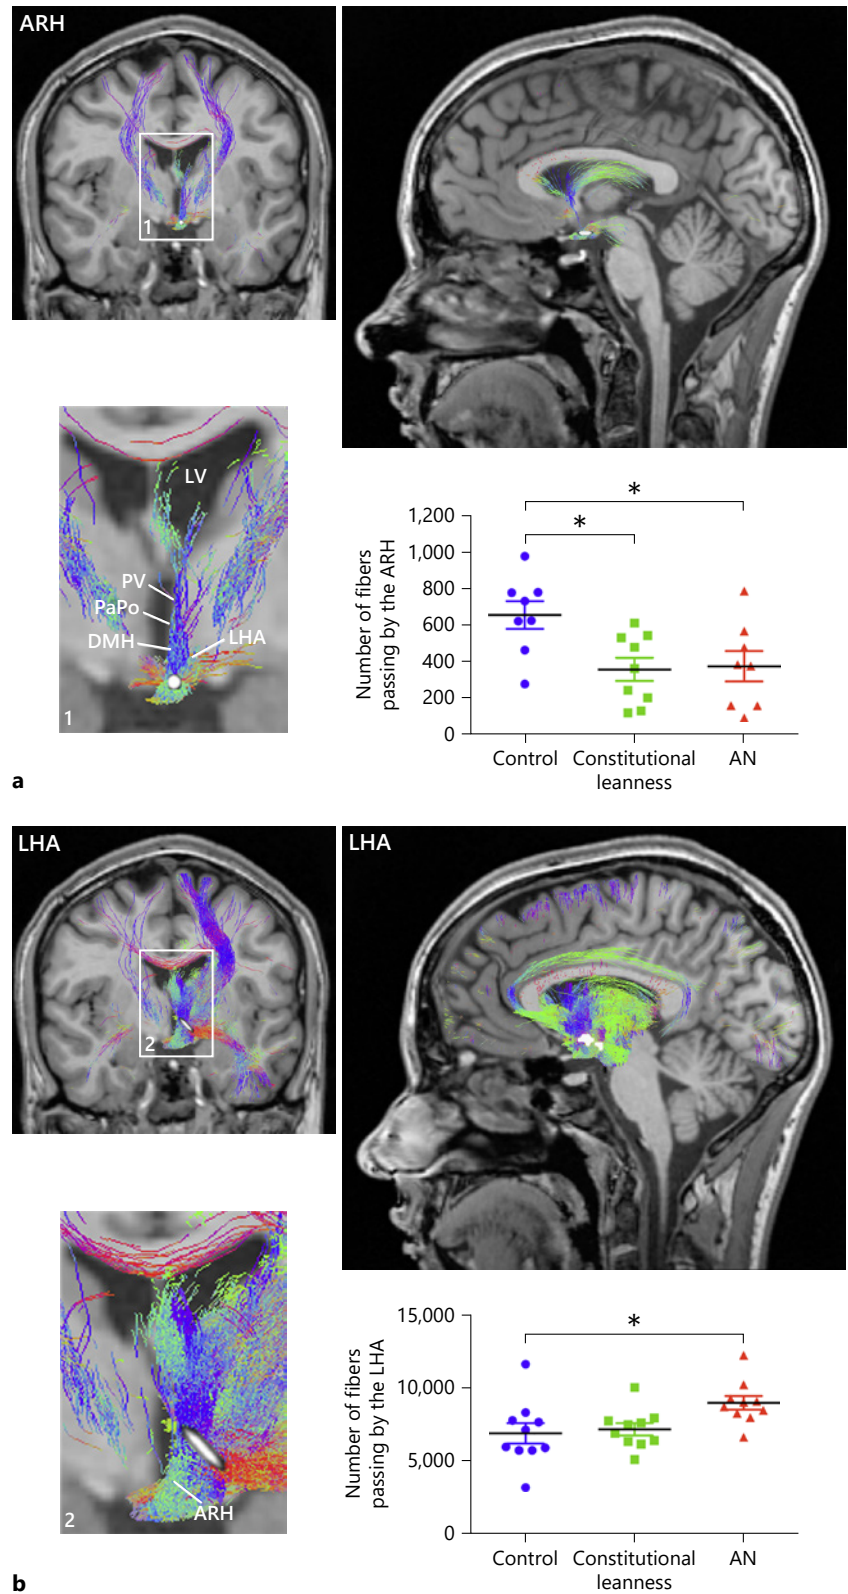 ARH
1
LV
PV
PaPo
DMH
LHA
1
Number of fibers
passing by the ARH
1,200
1,000
800
600
400
200
0
*
*
Control
Constitutional
leanness
AN
a
LHA
2
LHA
ARH
2
Number of fibers
passing by the LHA
15,000
10,000
5,000
0
*
Control
Constitutional
leanness
AN
b